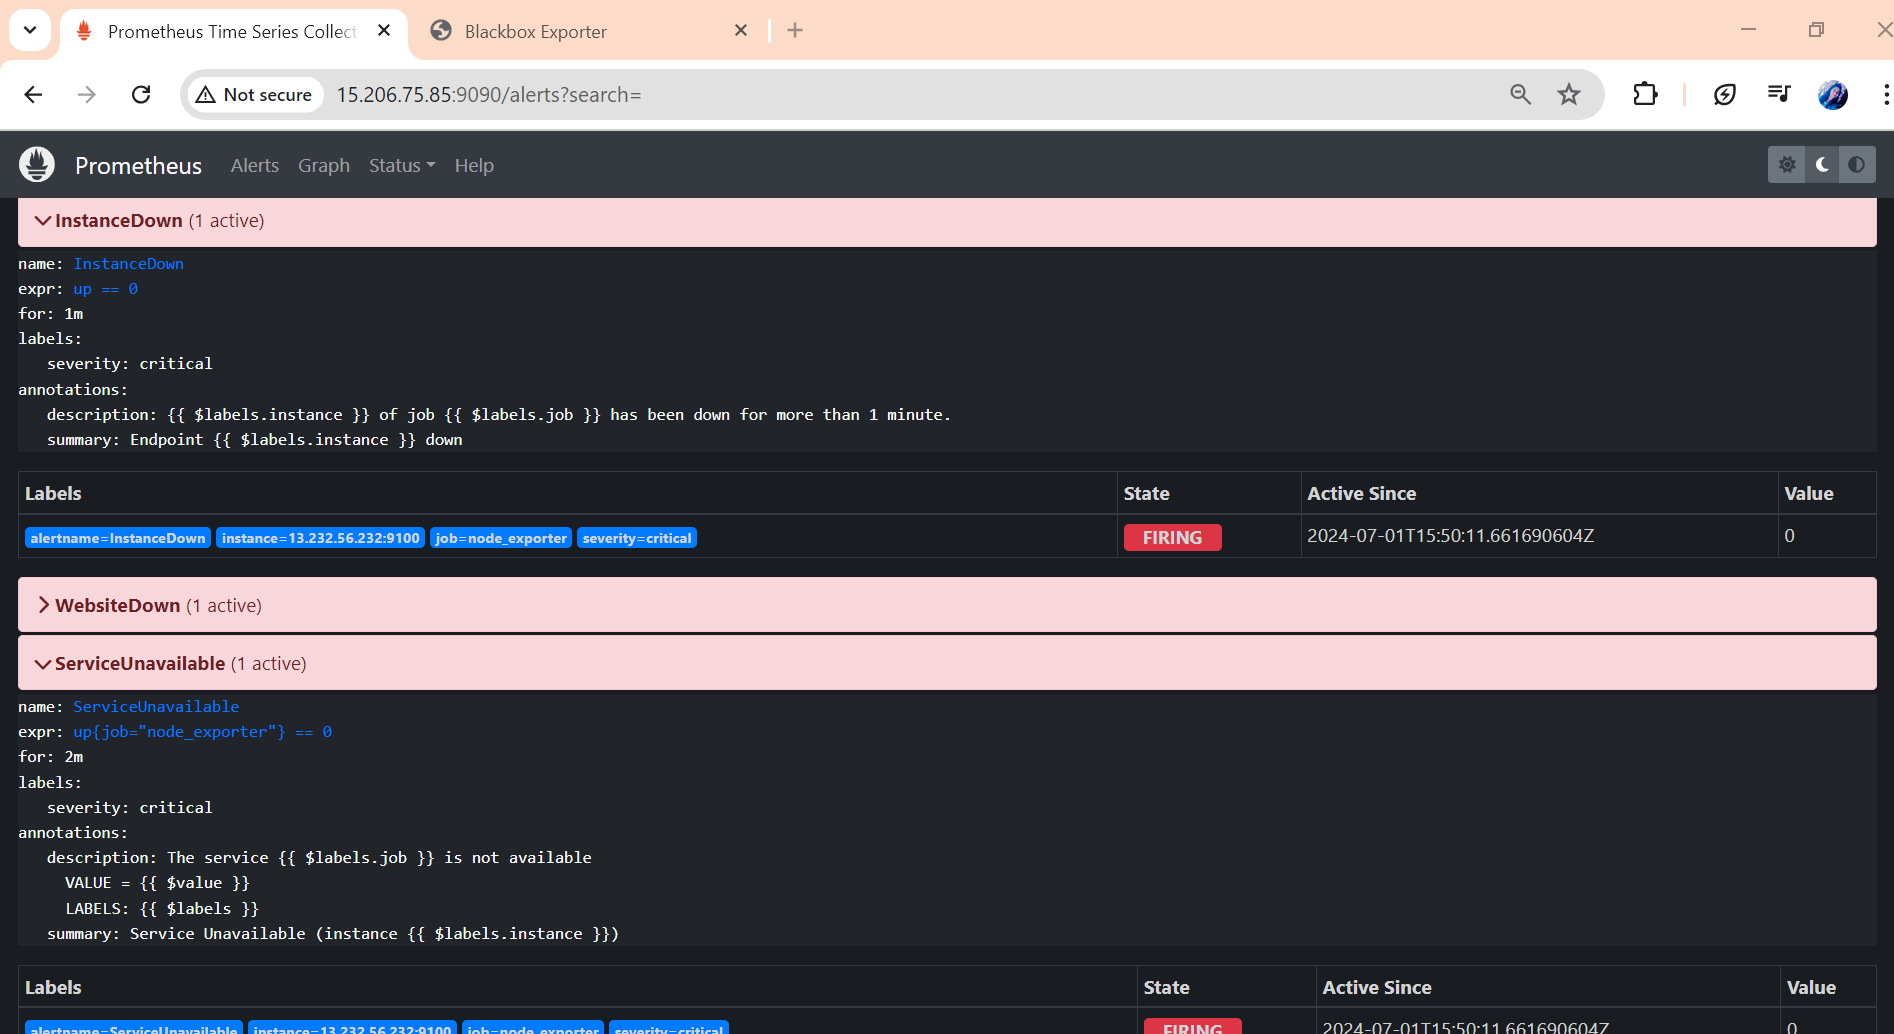 Prometheus Time Series Collect
Blackbox Exporter
Not secure
15.206.75.85:9090/alerts?search=
Prometheus Alerts Graph Status Help
InstanceDown (1 active)
name: InstanceDown
expr: up == 0
for: 1m
labels:
severity: critical
annotations:
description: {{ $labels.instance }} of job {{ $labels.job }} has been down for more than 1 minute.
summary: Endpoint {{ $labels.instance }} down
Labels State Active Since Value
alertname=InstanceDown instance=13.232.56.232:9100 job=node_exporter severity=critical FIRING 2024-07-01T15:50:11.661690604Z 0
WebsiteDown (1 active)
ServiceUnavailable (1 active)
name: ServiceUnavailable
expr: up{job="node_exporter"} == 0
for: 2m
labels:
severity: critical
annotations:
description: The service {{ $labels.job }} is not available
VALUE = {{ $value }}
LABELS: {{ $labels }}
summary: Service Unavailable (instance {{ $labels.instance }})
Labels State Active Since Value
alertname=ServiceUnavailable instance=13.232.56.232:9100 job=node_exporter severity=critical FIRING 2024-07-01T15:50:11.661690604Z 0